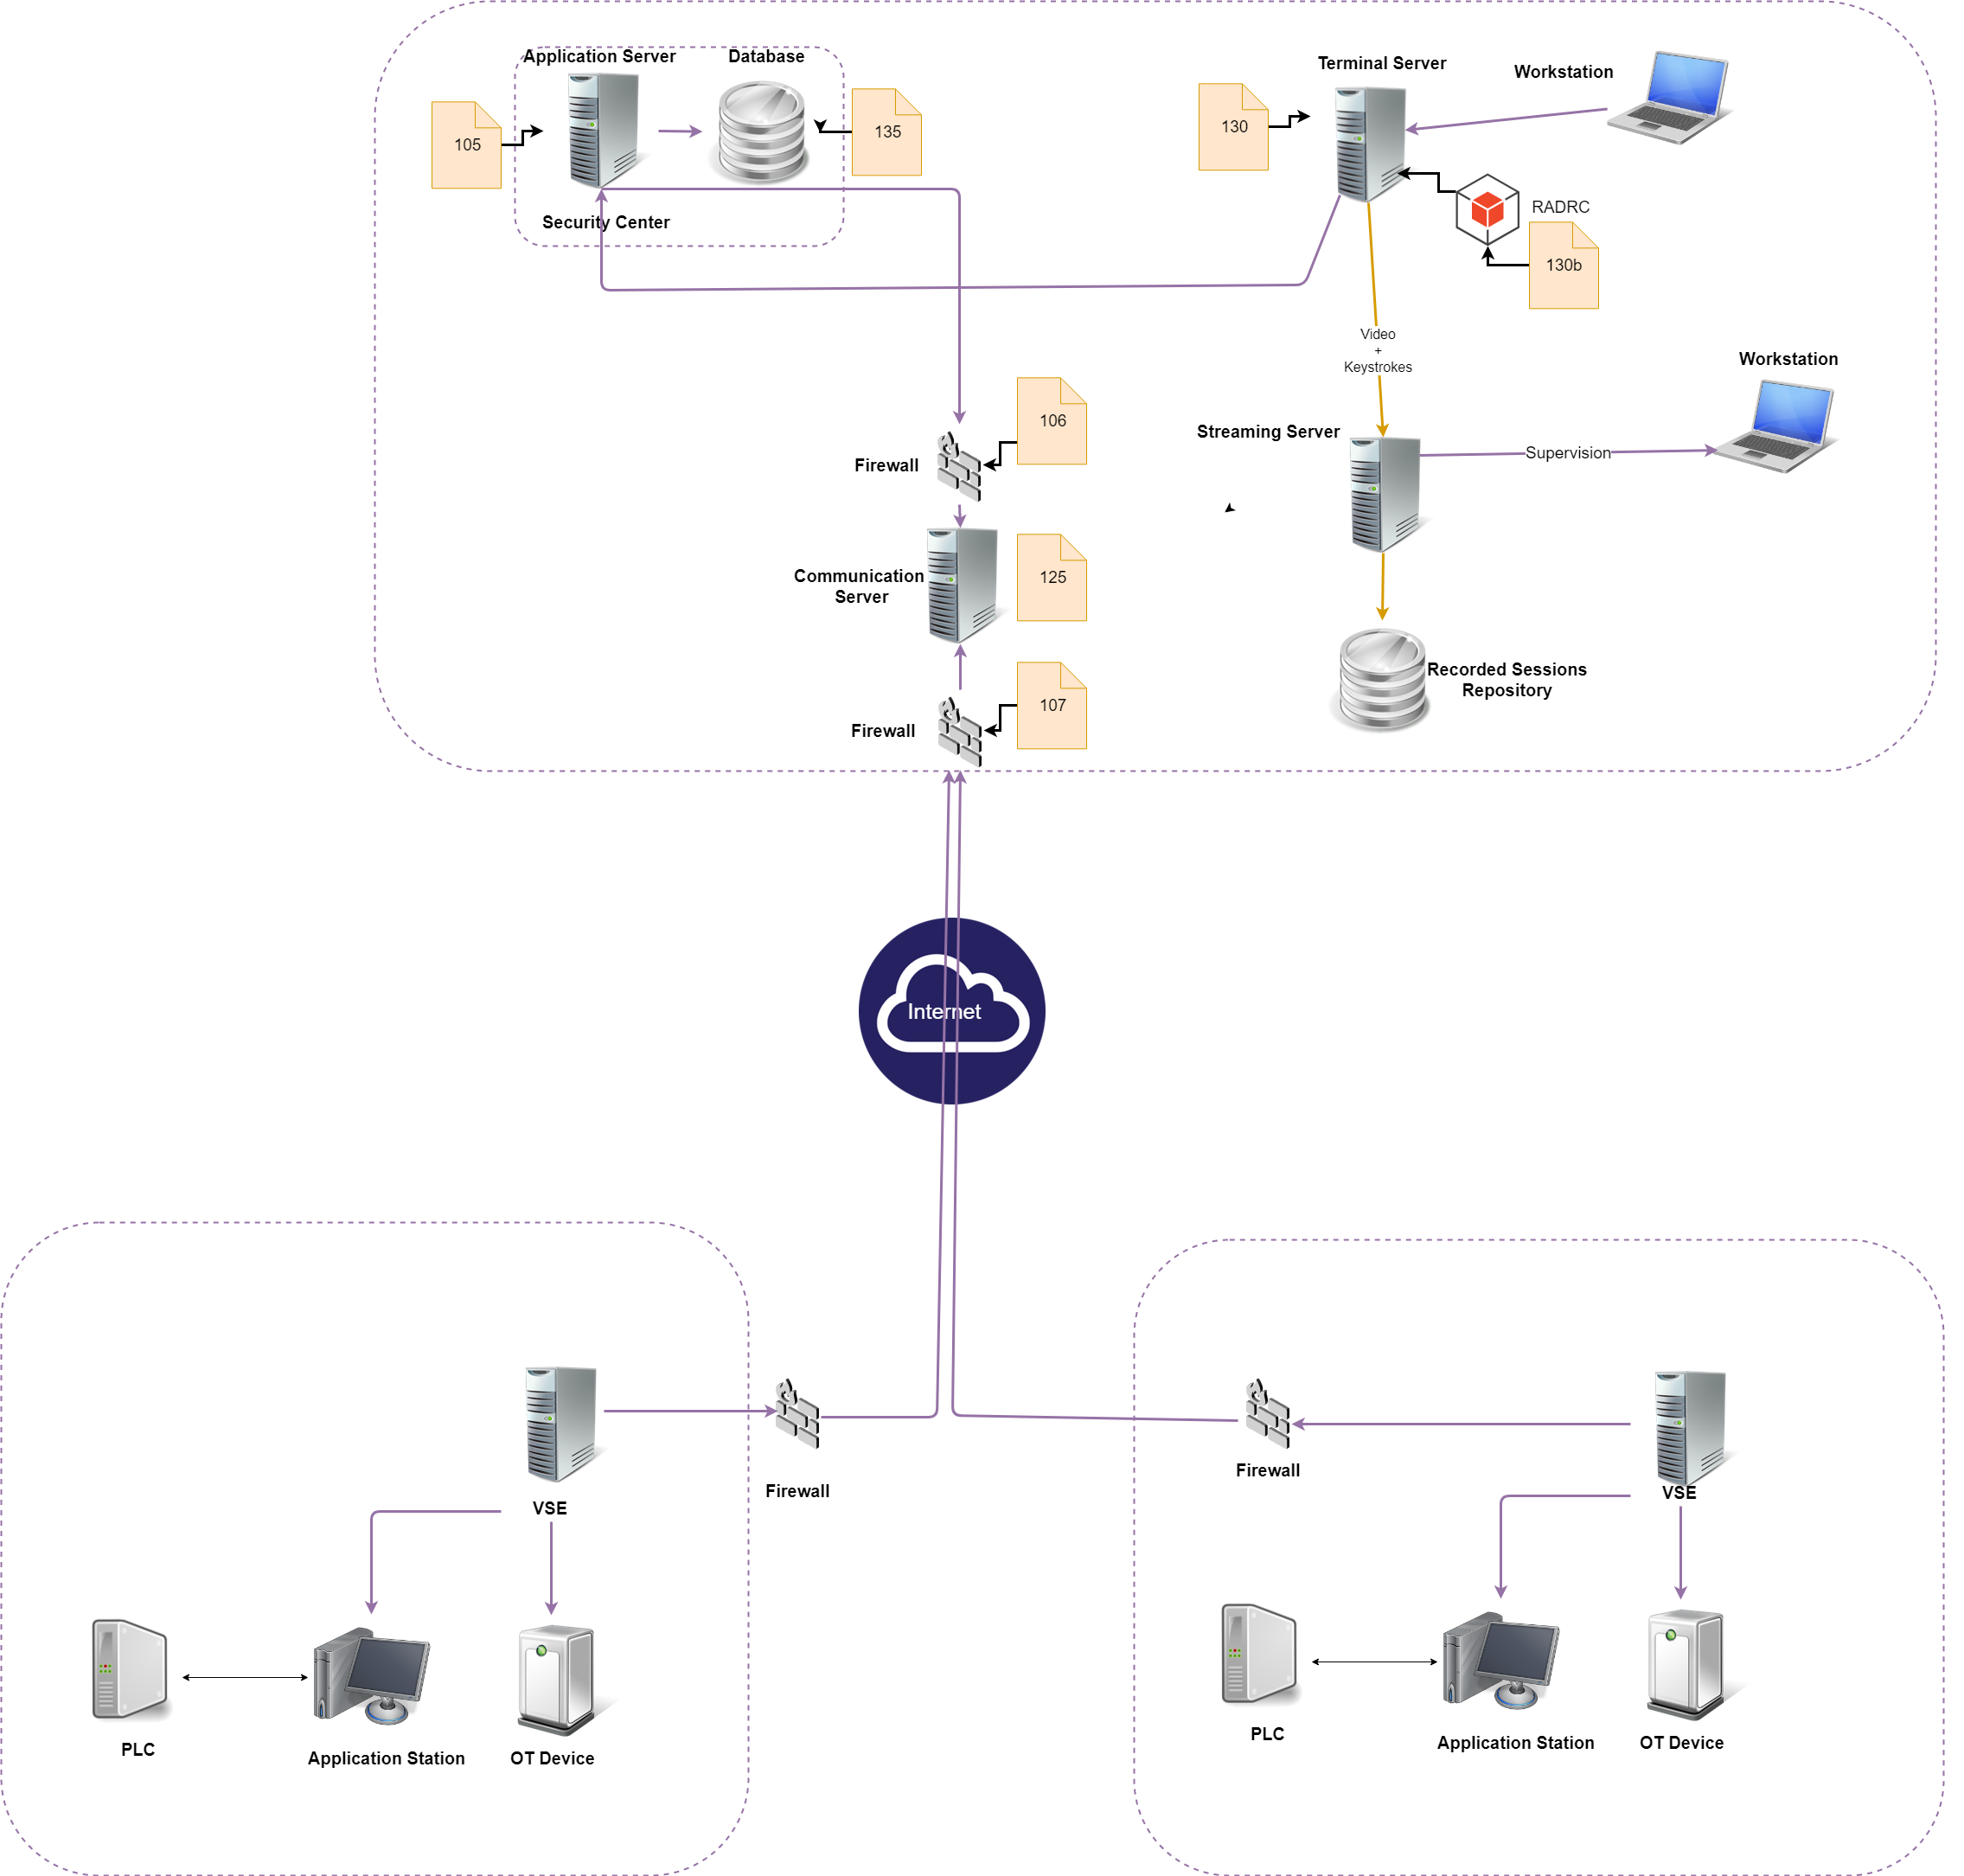 Application Server
Database
Terminal Server
Workstation
105
135
130
Security Center
RADRC
130b
Video
+
Keystrokes
Workstation
106
Streaming Server
Firewall
Supervision
125
Communication
Server
Recorded Sessions
Repository
107
Firewall
Internet
Firewall
Firewall
VSE
VSE
PLC
Application Station
OT Device
PLC
Application Station
OT Device